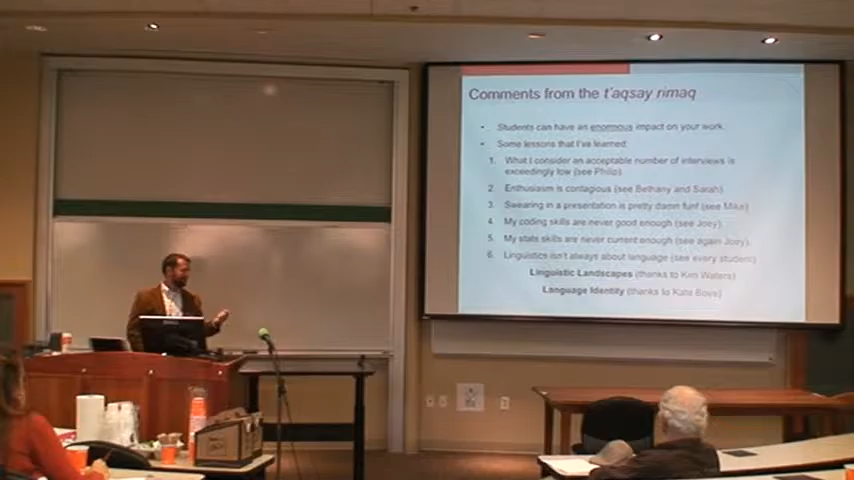 Comments from the t'aqsay rimaq
• Students can have an enormous impact on your work.
• Some lessons that I've learned:
1. What I consider an acceptable number of interviews is
exceedingly low (see Philip)
2. Enthusiasm is contagious (see Bethany and Sarah)
3. Swearing in a presentation is pretty damn fun! (see Mike)
4. My coding skills are never good enough (see Joey)
5. My stats skills are never current enough (see again Joey)
6. Linguistics isn't always about language (see every student)
Linguistic Landscapes (thanks to Kim Waters)
Language Identity (thanks to Kate